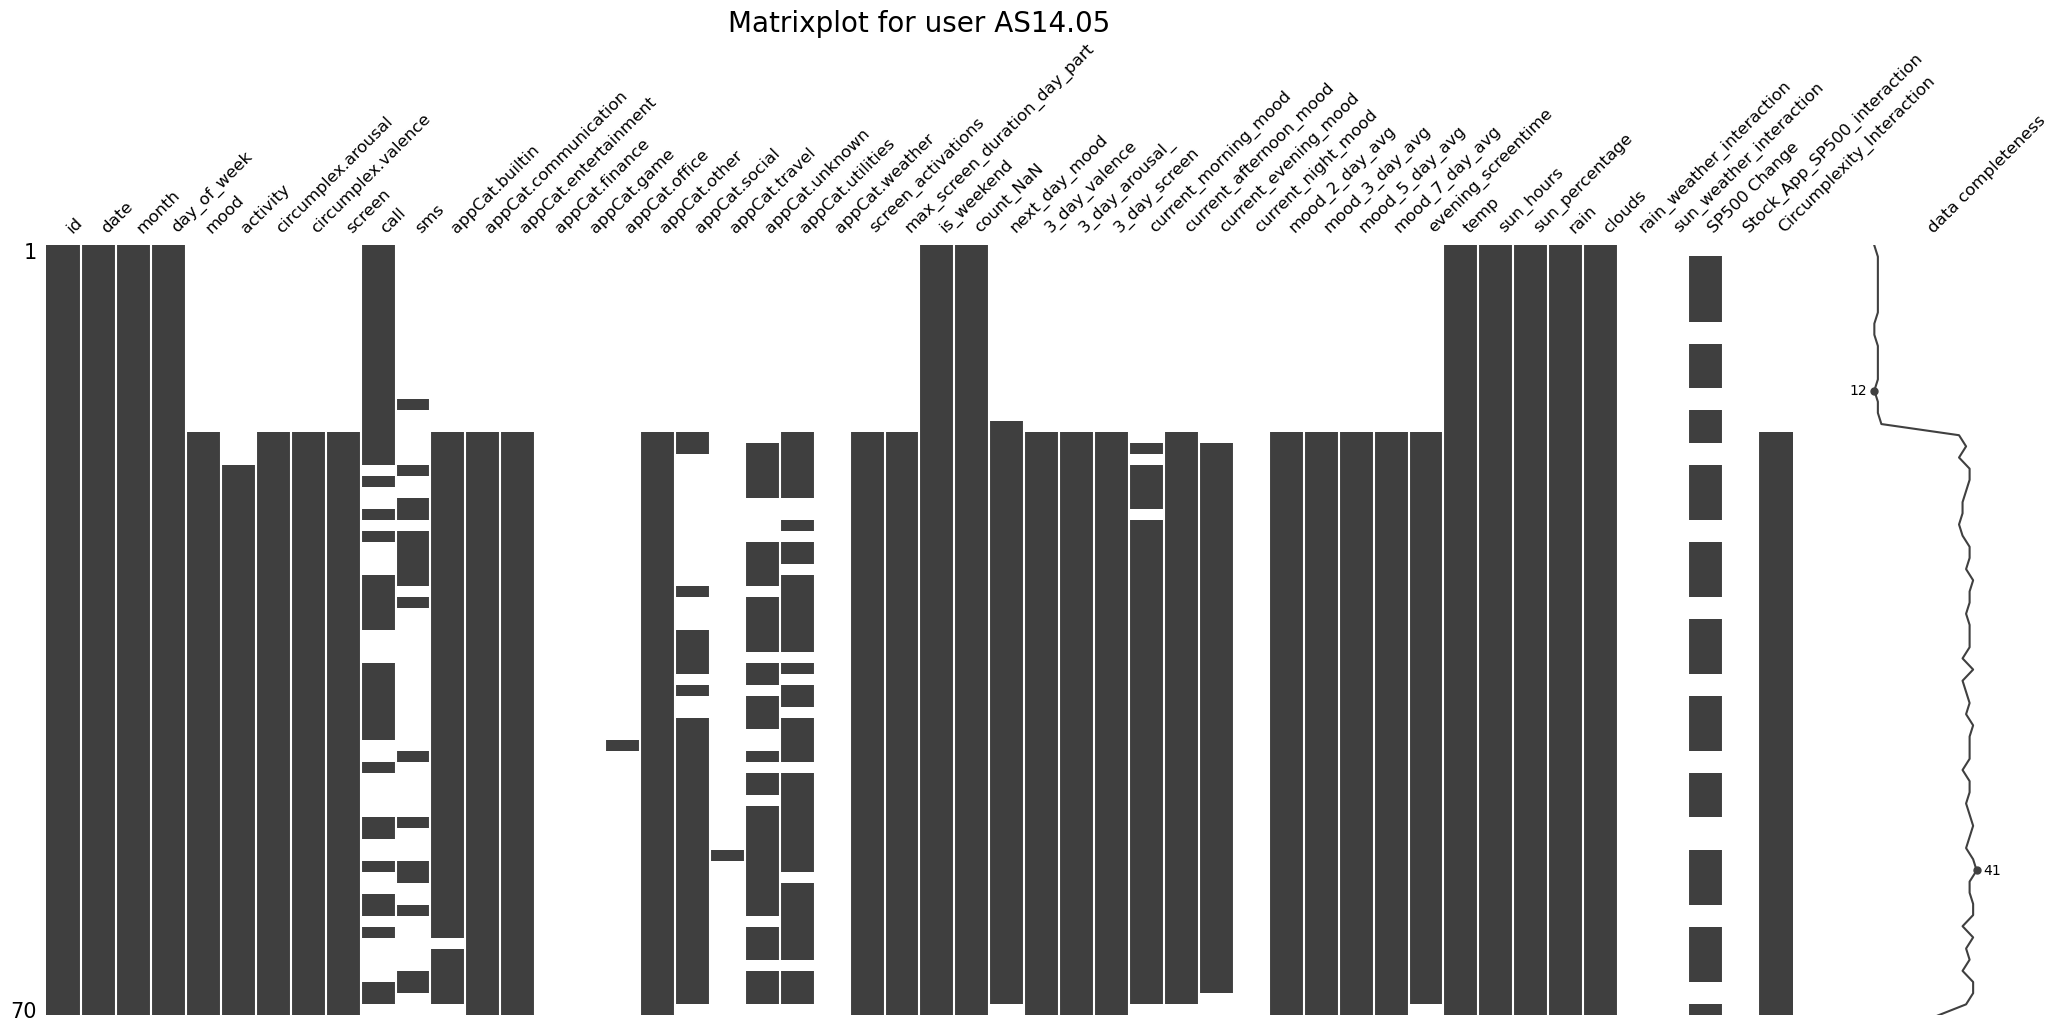 Matrixplot for user AS14.05
id
date
month
day_of_week
mood
activity
circumplex.arousal
circumplex.valence
screen
call
sms
appCat.builtin
appCat.communication
appCat.entertainment
appCat.finance
appCat.game
appCat.office
appCat.other
appCat.social
appCat.travel
appCat.unknown
appCat.utilities
appCat.weather
screen_activations
max_screen_duration_day_part
is_weekend
count_NaN
next_day_mood
3_day_valence
3_day_arousal_
3_day_screen
current_morning_mood
current_afternoon_mood
current_evening_mood
current_night_mood
mood_2_day_avg
mood_3_day_avg
mood_5_day_avg
mood_7_day_avg
evening_screentime
temp
sun_hours
sun_percentage
rain
clouds
rain_weather_interaction
sun_weather_interaction
SP500 Change
Stock_App_SP500_interaction
Circumplexity_Interaction
data completeness
1
12
41
70